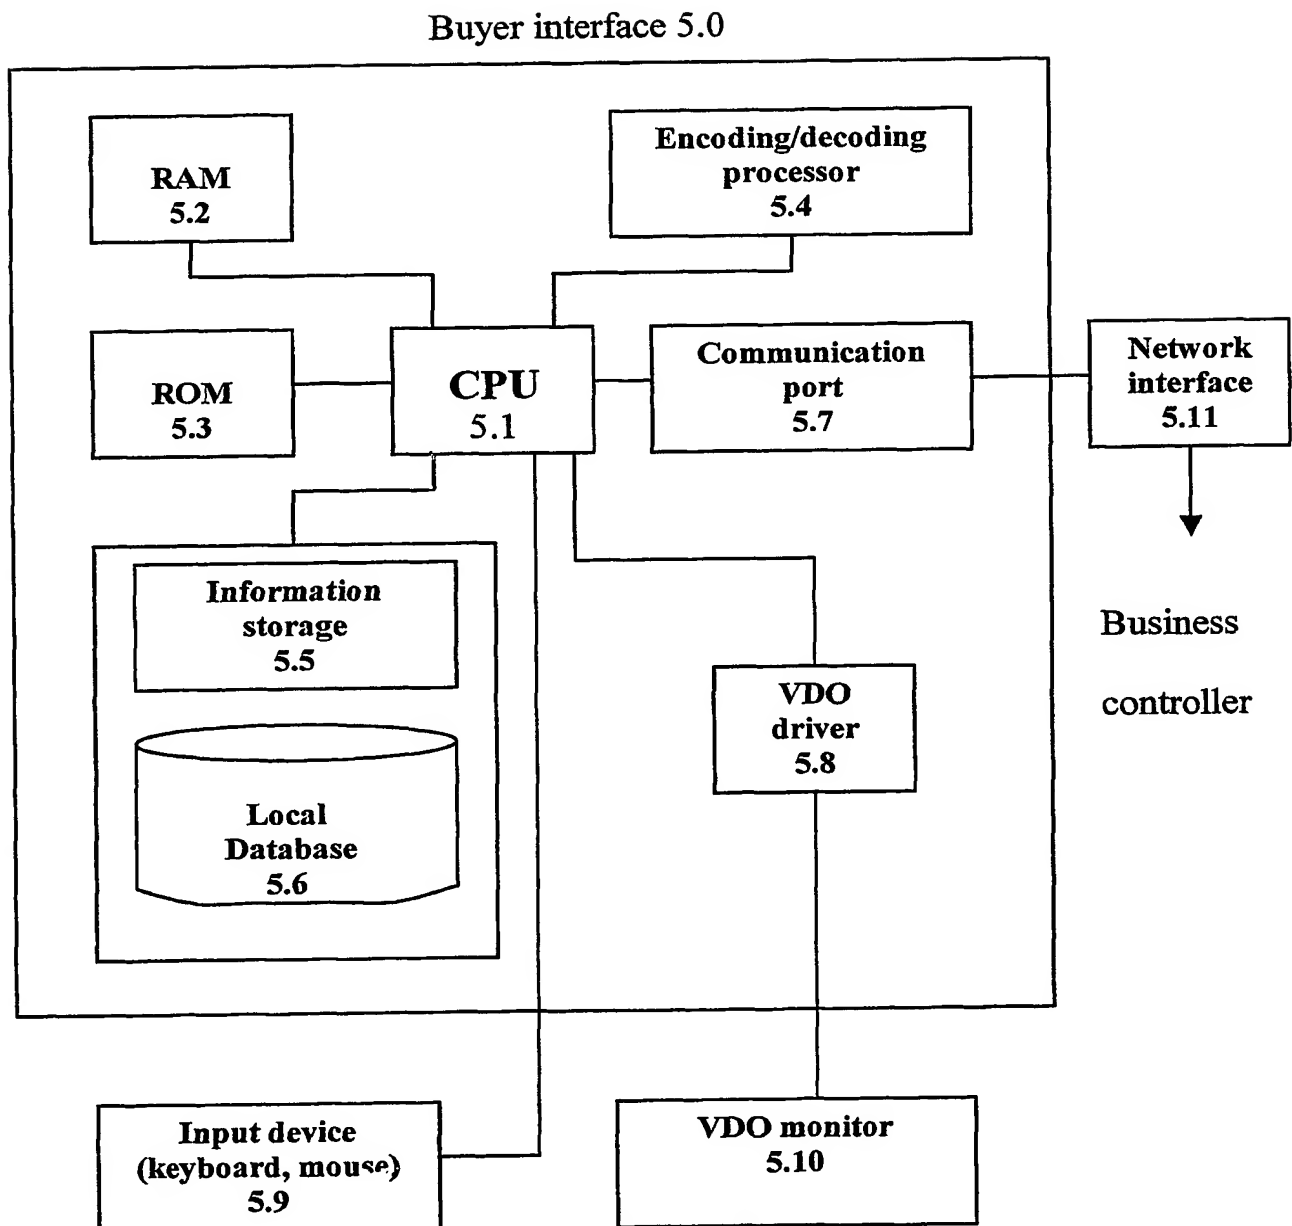 Buyer interface 5.0
RAM
5.2
Encoding/decoding
processor
5.4
ROM
5.3
CPU
5.1
Communication
port
5.7
Network
interface
5.11
Information
storage
5.5
Business
controller
VDO
driver
5.8
Local
Database
5.6
Input device
(keyboard, mouse)
5.9
VDO monitor
5.10